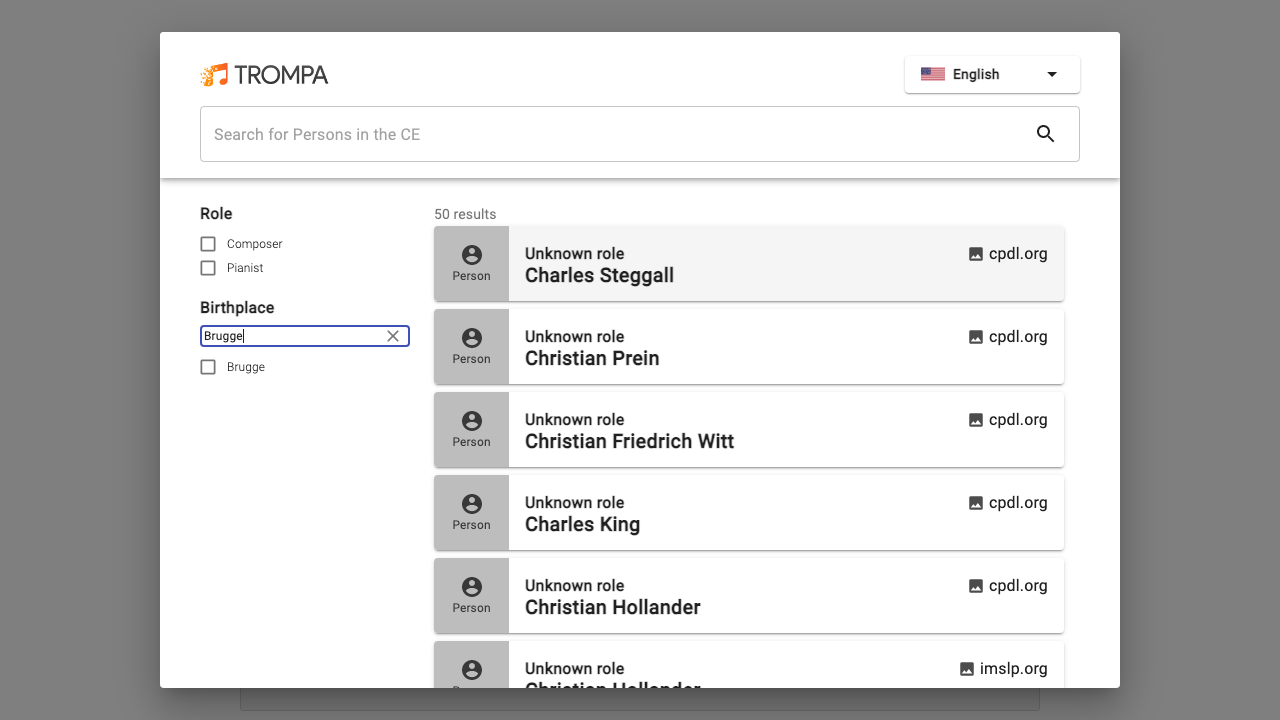 TROMPA
English
Search for Persons in the CE
Role
Composer
Pianist
Birthplace
Brugge
Brugge
50 results
Person
Unknown role
Charles Steggall
cpdl.org
Person
Unknown role
Christian Prein
cpdl.org
Person
Unknown role
Christian Friedrich Witt
cpdl.org
Person
Unknown role
Charles King
cpdl.org
Person
Unknown role
Christian Hollander
cpdl.org
Unknown role
Christian Hollander
imslp.org